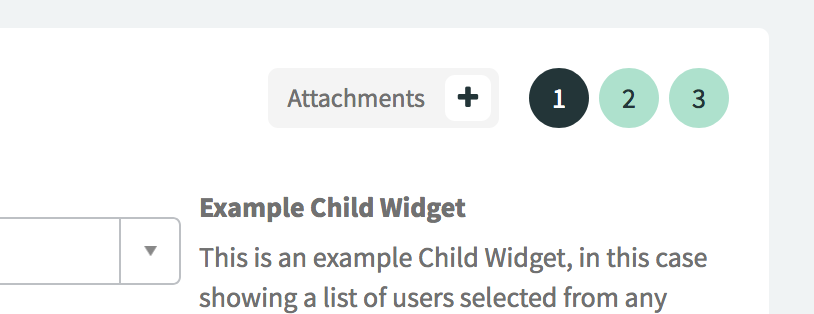 Attachments 1 2 3
Example Child Widget
This is an example Child Widget, in this case
showing a list of users selected from any